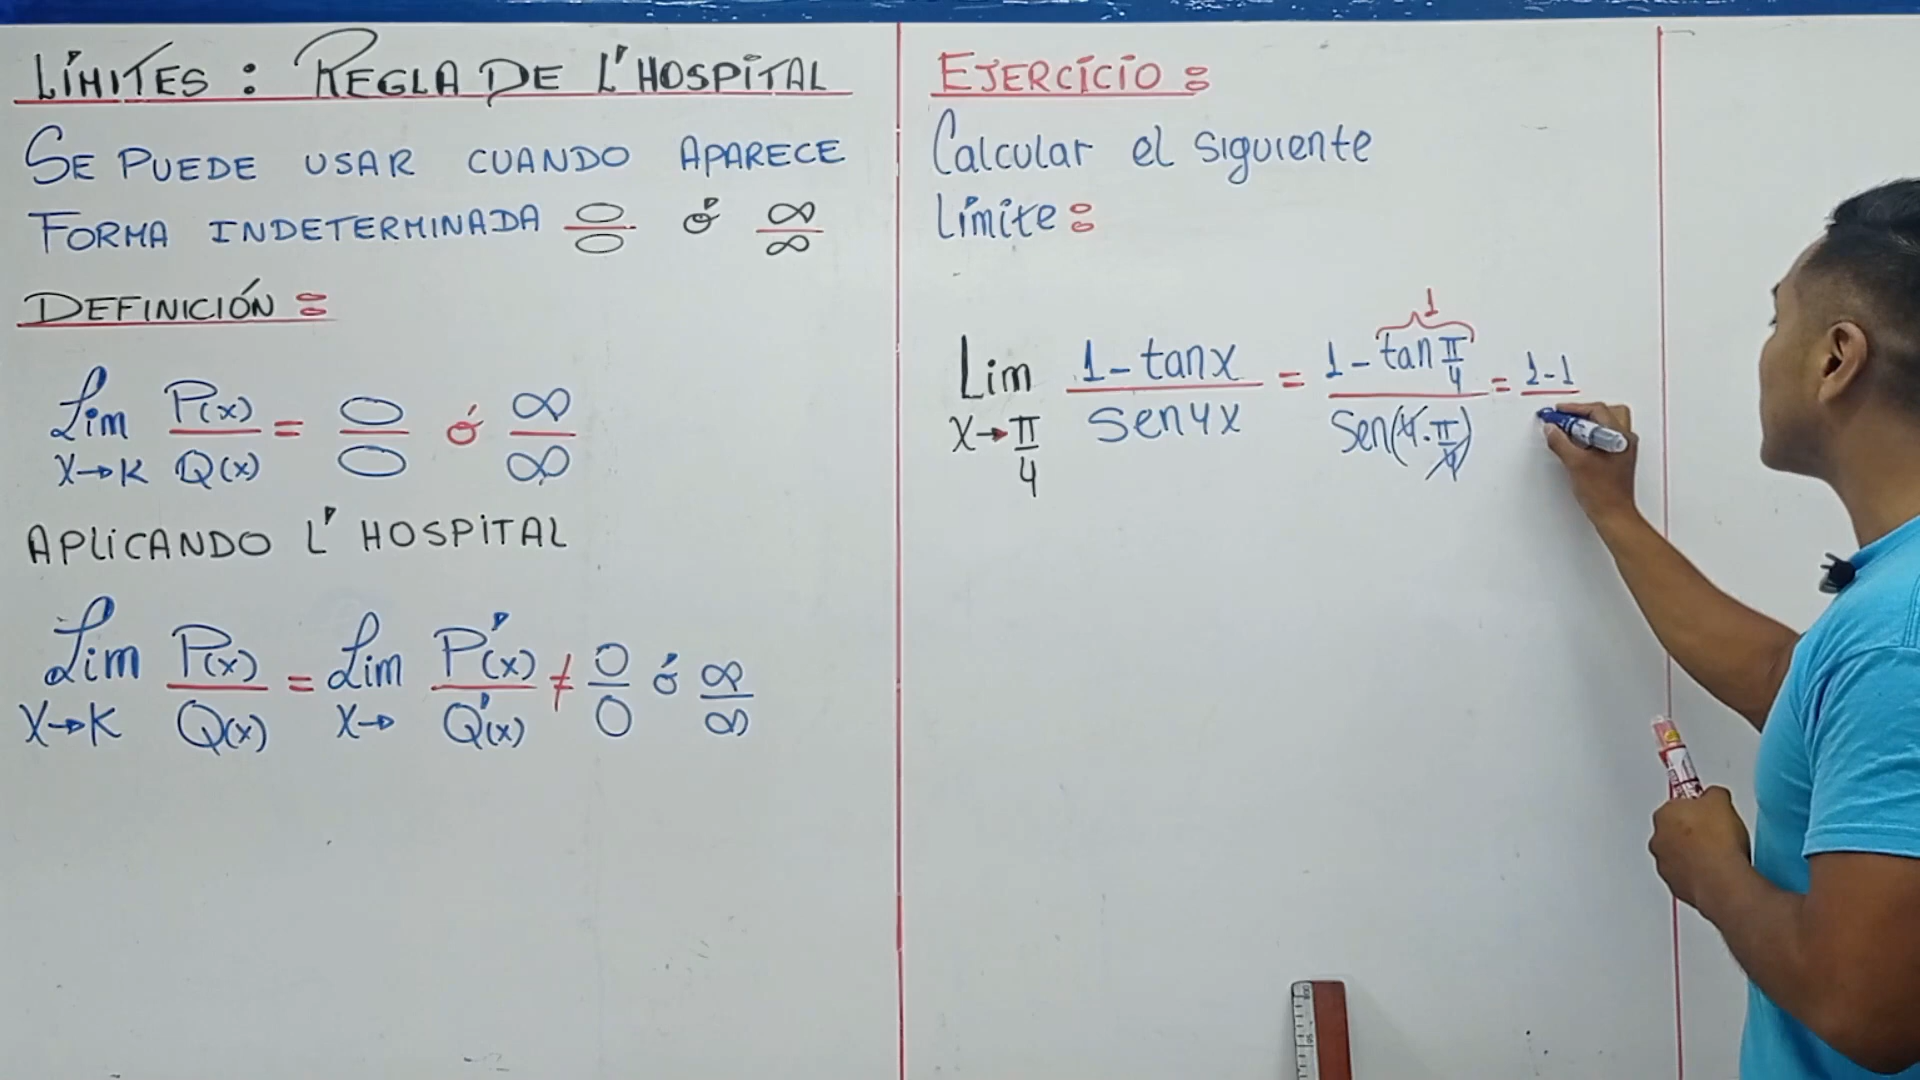 LÍMITES : REGLA DE L'HOSPITAL
SE PUEDE USAR CUANDO APARECE
FORMA INDETERMINADA 0/0 ó ∞/∞
DEFINICIÓN :
Lim x→K P(x)/Q(x) = 0/0 ó ∞/∞
APLICANDO L'HOSPITAL
Lim x→K P(x)/Q(x) = Lim x→ P'(x)/Q'(x) ≠ 0/0 ó ∞/∞
EJERCICIO :
Calcular el siguiente
límite :
1
Lim x→π/4 1-tanx/sen4x = 1-tan π/4/Sen(4·π/4) = 1-1